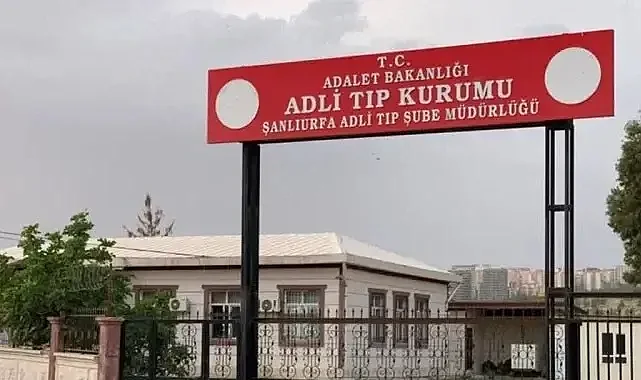 T.C.
ADALET BAKANLIĞI
ADLİ TIP KURUMU
ŞANLIURFA ADLİ TIP ŞUBE MÜDÜRLÜĞÜ